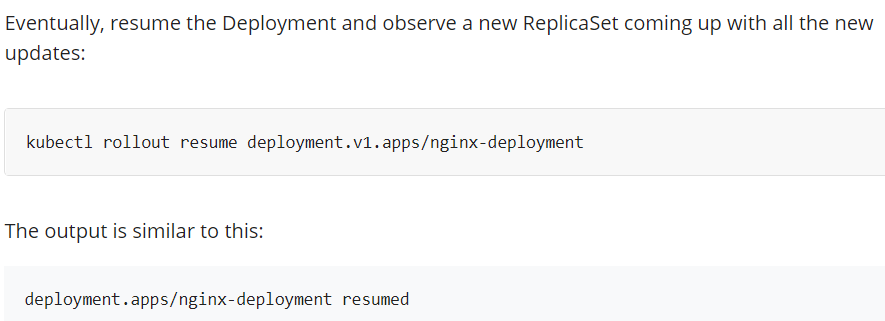 Eventually, resume the Deployment and observe a new ReplicaSet coming up with all the new
updates:
kubectl rollout resume deployment.v1.apps/nginx-deployment
The output is similar to this:
deployment.apps/nginx-deployment resumed